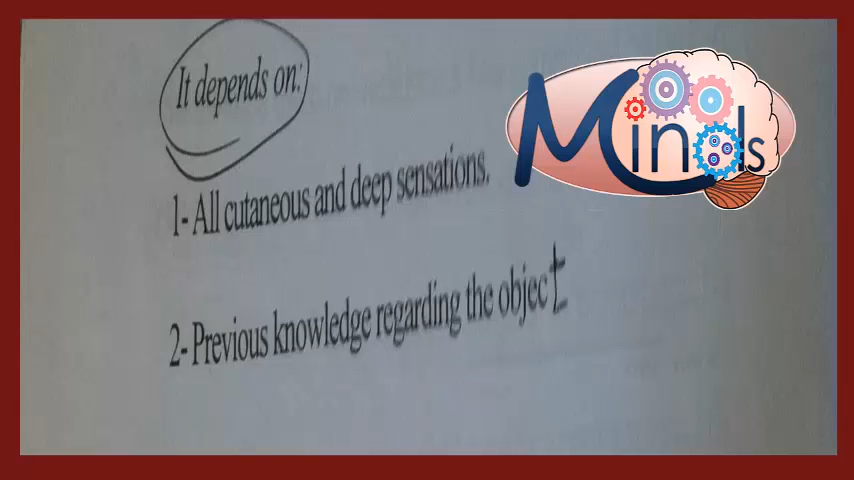 It depends on:
Minds
1- All cutaneous and deep sensations.
2- Previous knowledge regarding the object